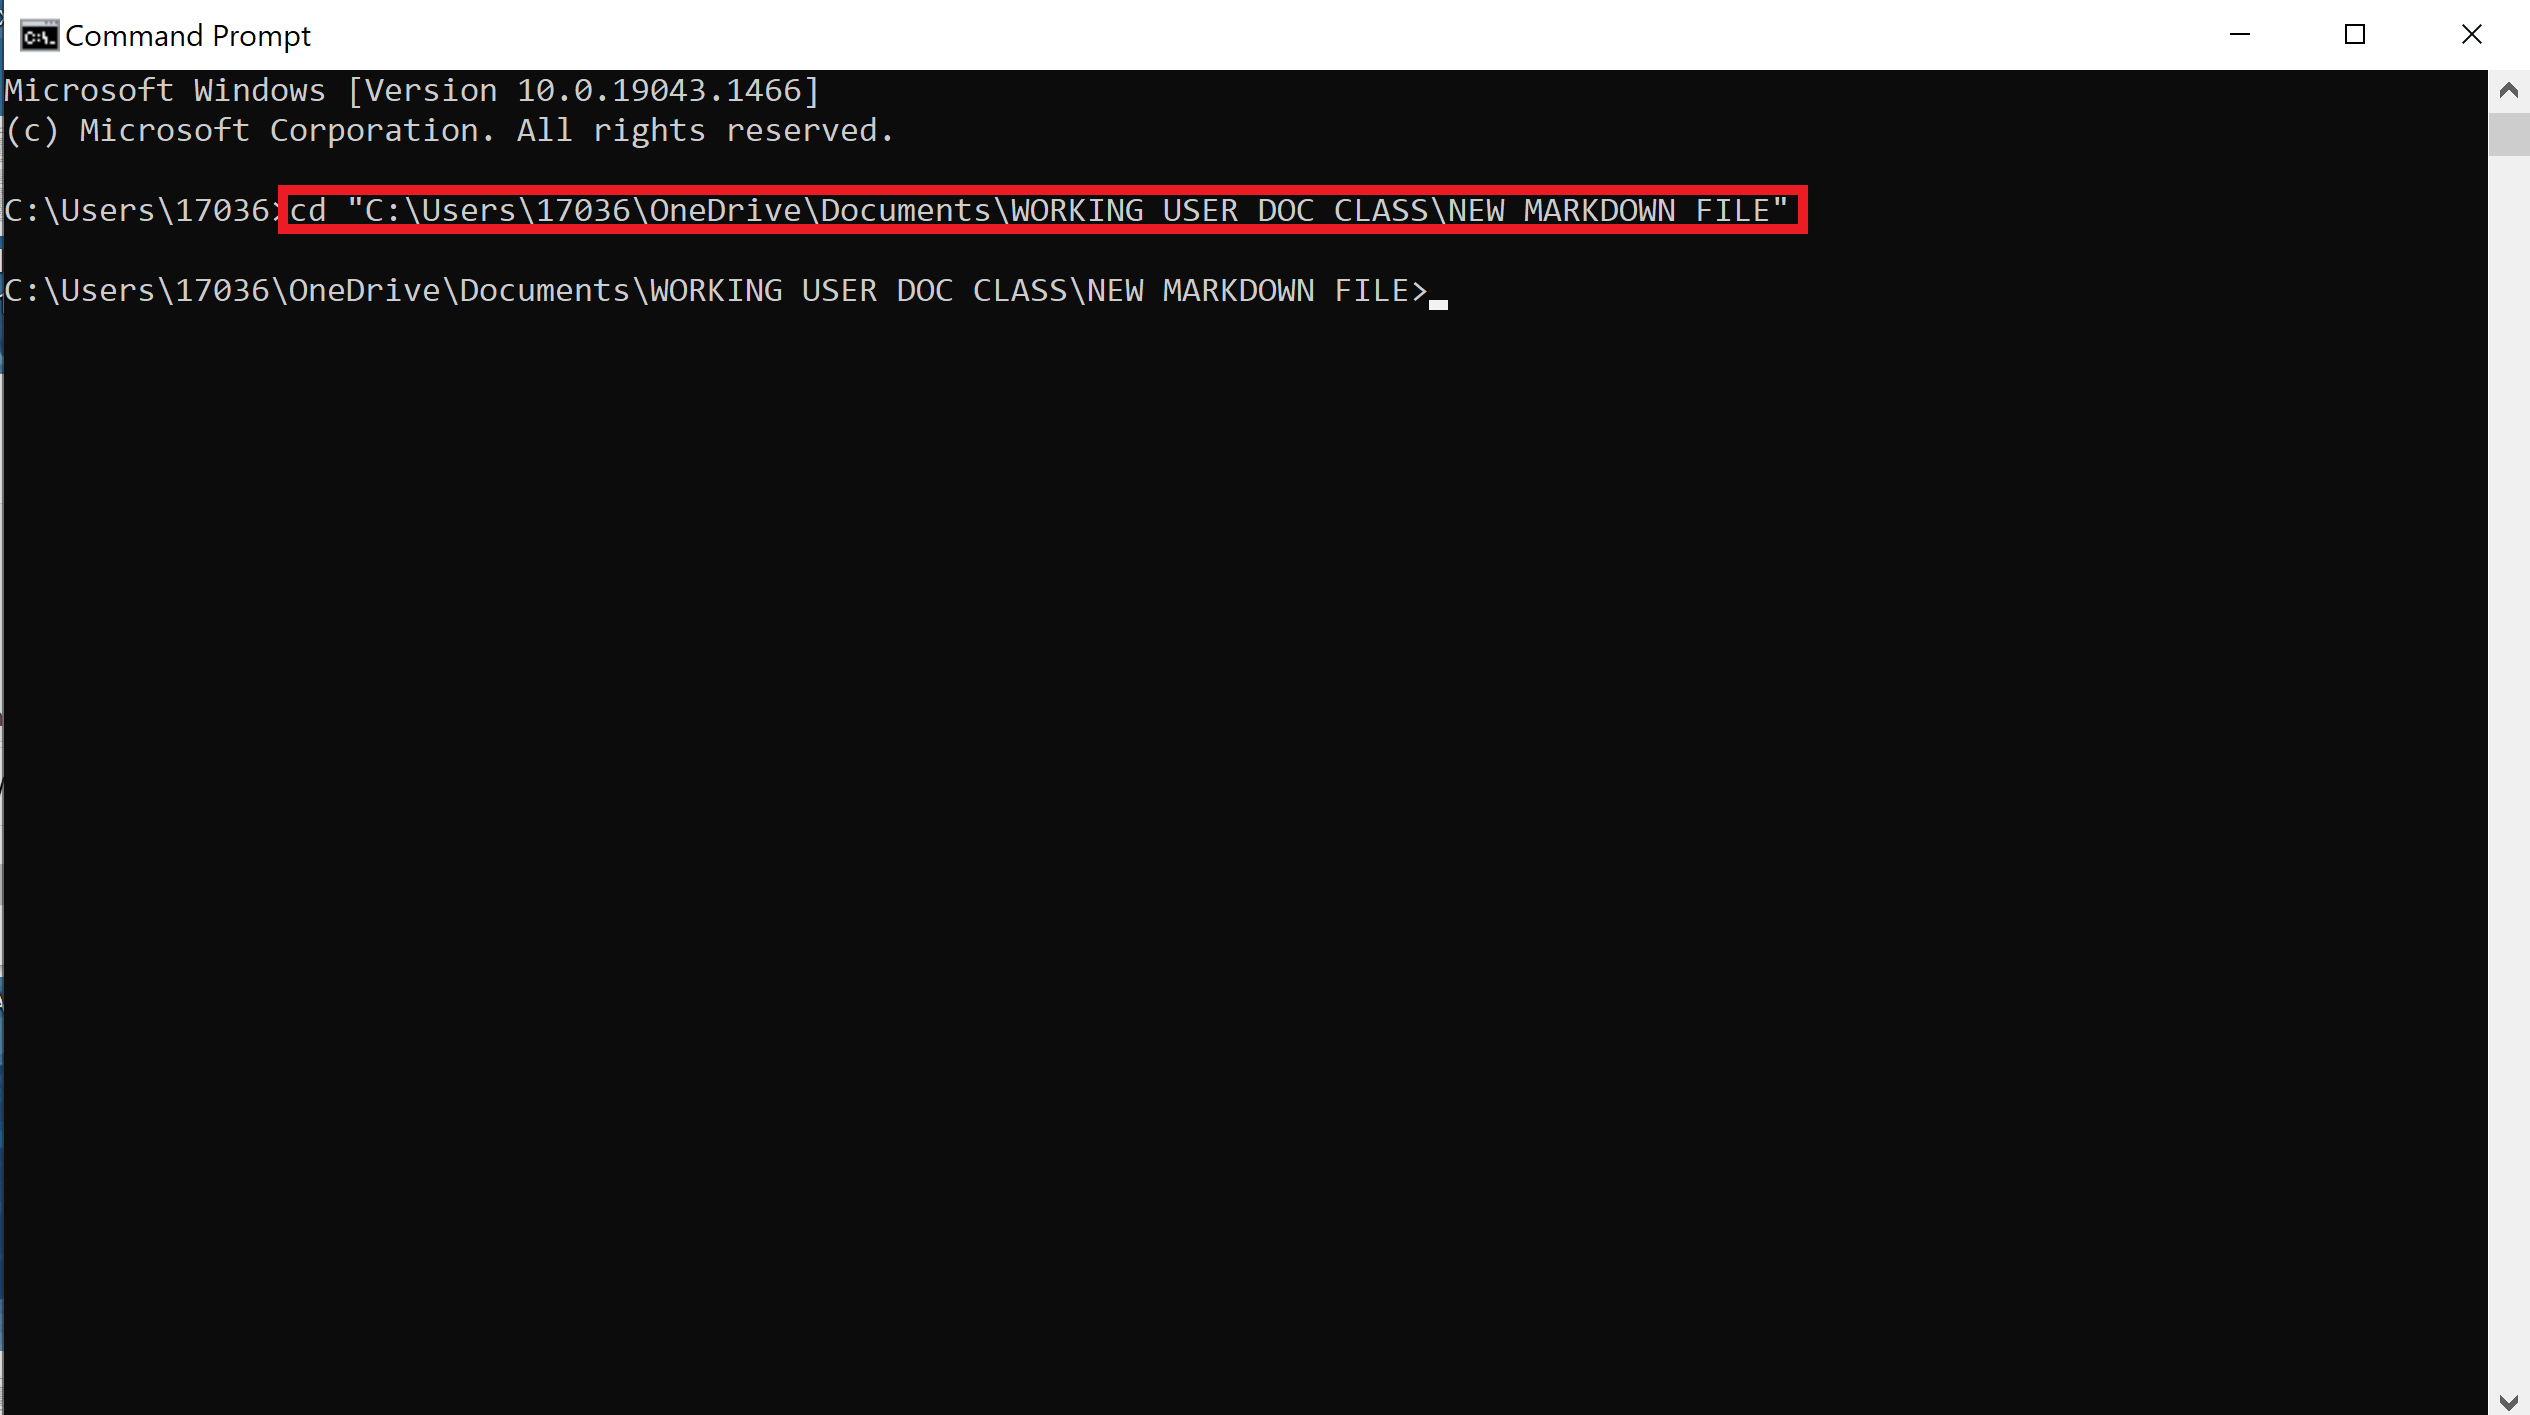 Command Prompt
Microsoft Windows [Version 10.0.19043.1466]
(c) Microsoft Corporation. All rights reserved.
C:\Users\17036>cd "C:\Users\17036\OneDrive\Documents\WORKING USER DOC CLASS\NEW MARKDOWN FILE"
C:\Users\17036\OneDrive\Documents\WORKING USER DOC CLASS\NEW MARKDOWN FILE>